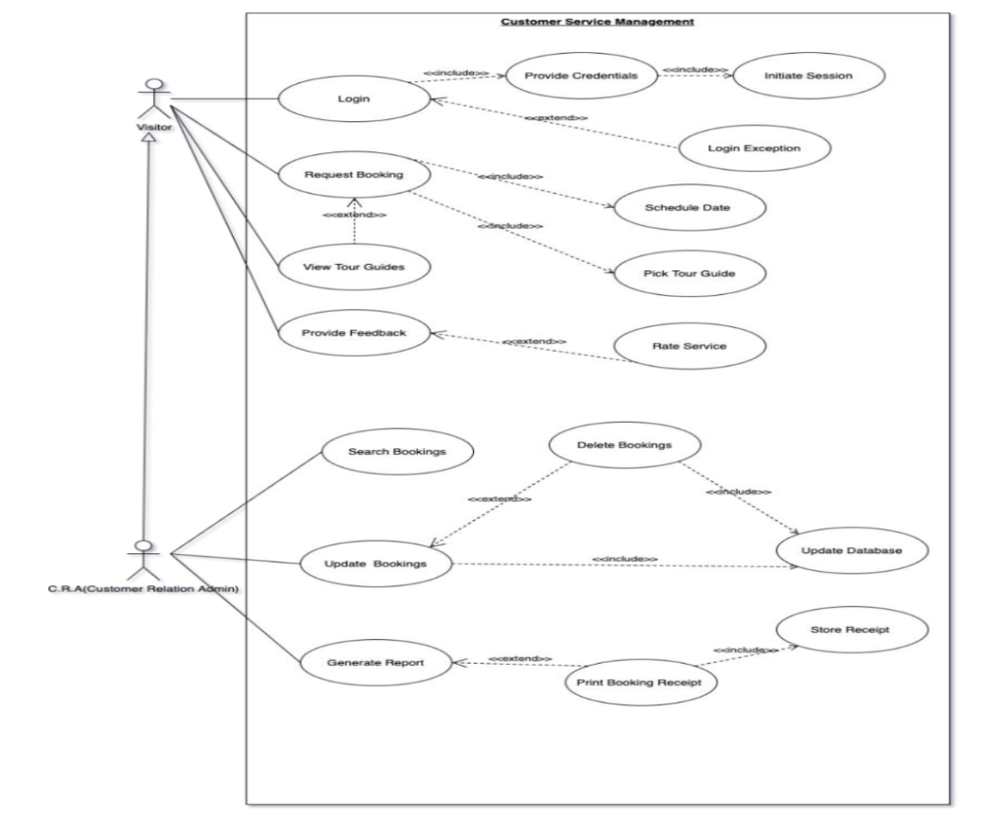 Customer Service Management
<<include>>
Provide Credentials
<<include>>
Initiate Session
Login
<<extend>>
Visitor
Login Exception
Request Booking
<<include>>
Schedule Date
<<extend>>
<<include>>
View Tour Guides
Pick Tour Guide
Provide Feedback
<<extend>>
Rate Service
Search Bookings
Delete Bookings
<<extend>>
<<include>>
Update Bookings
<<include>>
Update Database
C.R.A(Customer Relation Admin)
Store Receipt
Generate Report
<<extend>>
<<include>>
Print Booking Receipt